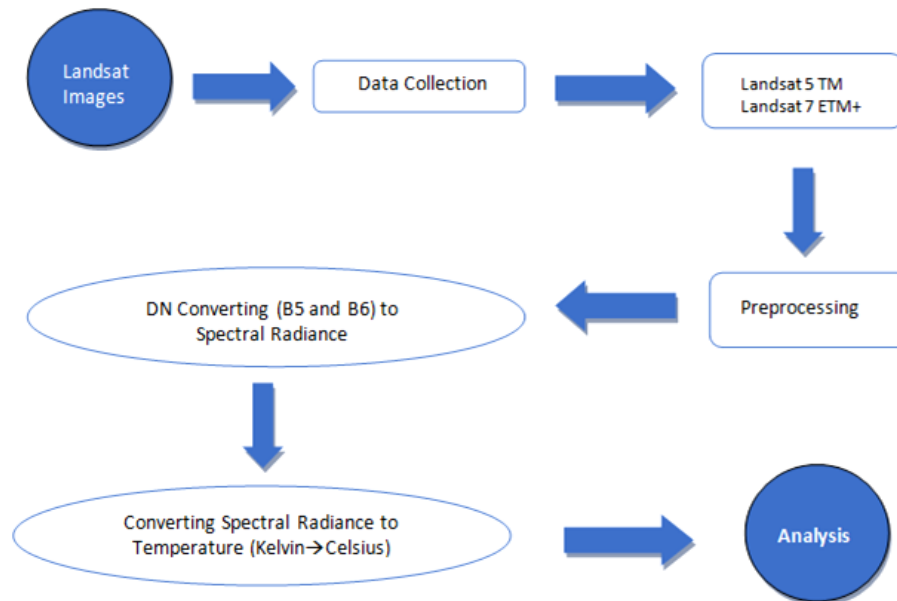 Landsat
Images
Data Collection
Landsat 5 TM
Landsat 7 ETM+
Preprocessing
DN Converting (B5 and B6) to
Spectral Radiance
Converting Spectral Radiance to
Temperature (Kelvin→Celsius)
Analysis